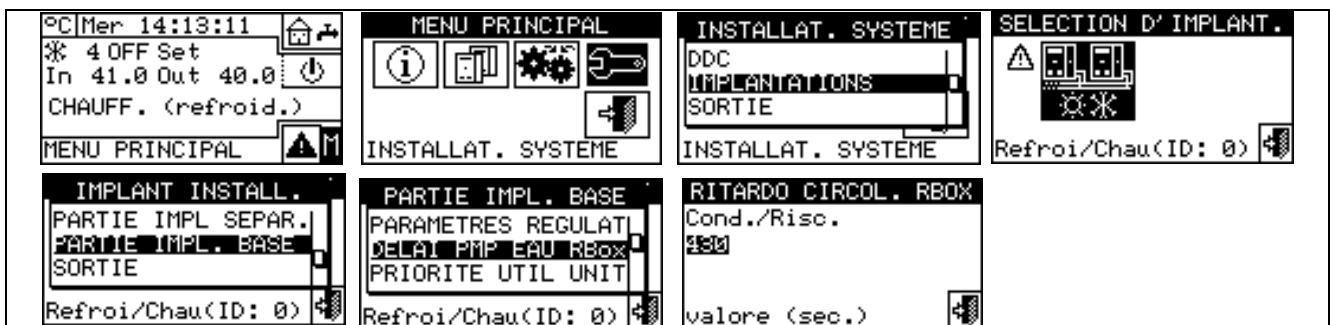 ºC Mer 14:13:11
4 OFF Set
In 41.0 Out 40.0
CHAUFF. (refroid.)
MENU PRINCIPAL
M
MENU PRINCIPAL
INSTALLAT. SYSTEME
INSTALLAT. SYSTEME
DDC
IMPLANTATIONS
SORTIE
INSTALLAT. SYSTEME
SELECTION D'IMPLANT.
Refroi/Chau(ID: 0)
IMPLANT INSTALL.
PARTIE IMPL SEPAR.
PARTIE IMPL. BASE
SORTIE
Refroi/Chau(ID: 0)
PARTIE IMPL. BASE
PARAMETRES REGULATI
DELAI PMP EAU RBox
PRIORITE UTIL UNIT
Refroi/Chau(ID: 0)
RITARDO CIRCOL. RBOX
Cond./Risc.
480
valore (sec.)